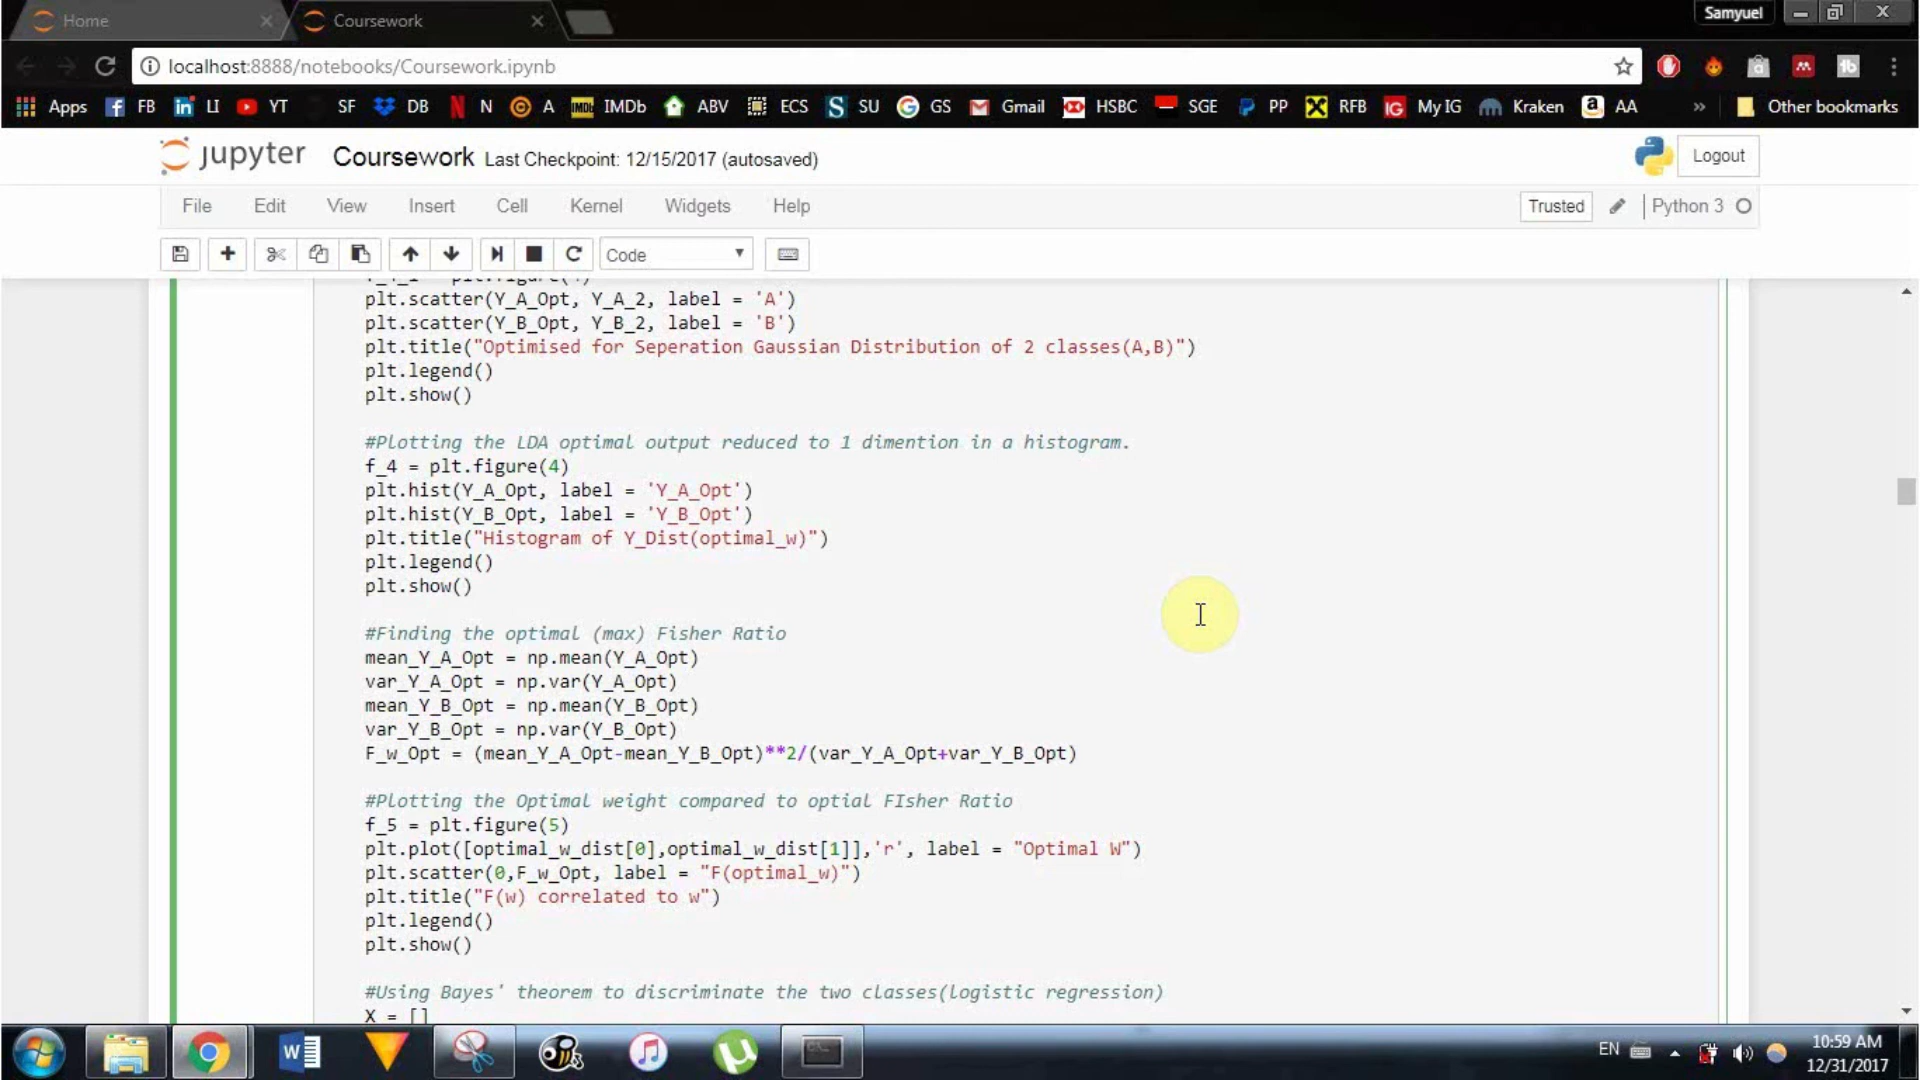 Home
Coursework
Samyuel
localhost:8888/notebooks/Coursework.ipynb
Apps FB LI YT SF DB N A IMDb ABV ECS SU GS Gmail HSBC SGE PP RFB My IG Kraken AA » Other bookmarks
jupyter Coursework Last Checkpoint: 12/15/2017 (autosaved)
Logout
File Edit View Insert Cell Kernel Widgets Help
Trusted Python 3
Code
plt.scatter(Y_A_Opt, Y_A_2, label = 'A')
plt.scatter(Y_B_Opt, Y_B_2, label = 'B')
plt.title("Optimised for Seperation Gaussian Distribution of 2 classes(A,B)")
plt.legend()
plt.show()
#Plotting the LDA optimal output reduced to 1 dimention in a histogram.
f_4 = plt.figure(4)
plt.hist(Y_A_Opt, label = 'Y_A_Opt')
plt.hist(Y_B_Opt, label = 'Y_B_Opt')
plt.title("Histogram of Y_Dist(optimal_w)")
plt.legend()
plt.show()
#Finding the optimal (max) Fisher Ratio
mean_Y_A_Opt = np.mean(Y_A_Opt)
var_Y_A_Opt = np.var(Y_A_Opt)
mean_Y_B_Opt = np.mean(Y_B_Opt)
var_Y_B_Opt = np.var(Y_B_Opt)
F_w_Opt = (mean_Y_A_Opt-mean_Y_B_Opt)**2/(var_Y_A_Opt+var_Y_B_Opt)
#Plotting the Optimal weight compared to optial FIsher Ratio
f_5 = plt.figure(5)
plt.plot([optimal_w_dist[0],optimal_w_dist[1]],'r', label = "Optimal W")
plt.scatter(0,F_w_Opt, label = "F(optimal_w)")
plt.title("F(w) correlated to w")
plt.legend()
plt.show()
#Using Bayes' theorem to discriminate the two classes(logistic regression)
X = []
EN
10:59 AM
12/31/2017